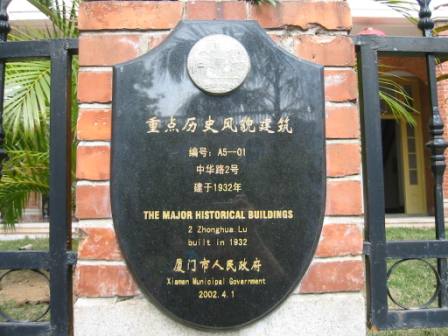 重点历史风貌建筑
编号：A5--01
中华路2号
建于1932年
THE MAJOR HISTORICAL BUILDINGS
2 Zhonghua Lu
built in 1932
厦门市人民政府
Xiamen Municipal Government
2002.4.1